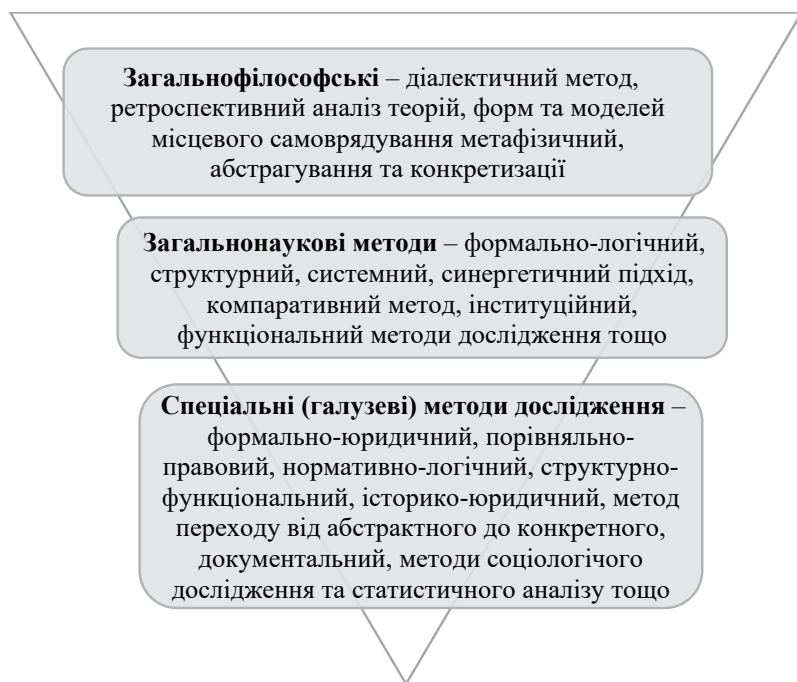 Загальнофілософські – діалектичний метод,
ретроспективний аналіз теорій, форм та моделей
місцевого самоврядування метафізичний,
абстрагування та конкретизації
Загальнонаукові методи – формально-логічний,
структурний, системний, синергетичний підхід,
компаративний метод, інституційний,
функціональний методи дослідження тощо
Спеціальні (галузеві) методи дослідження –
формально-юридичний, порівняльно-
правовий, нормативно-логічний, структурно-
функціональний, історико-юридичний, метод
переходу від абстрактного до конкретного,
документальний, методи соціологічого
дослідження та статистичного аналізу тощо